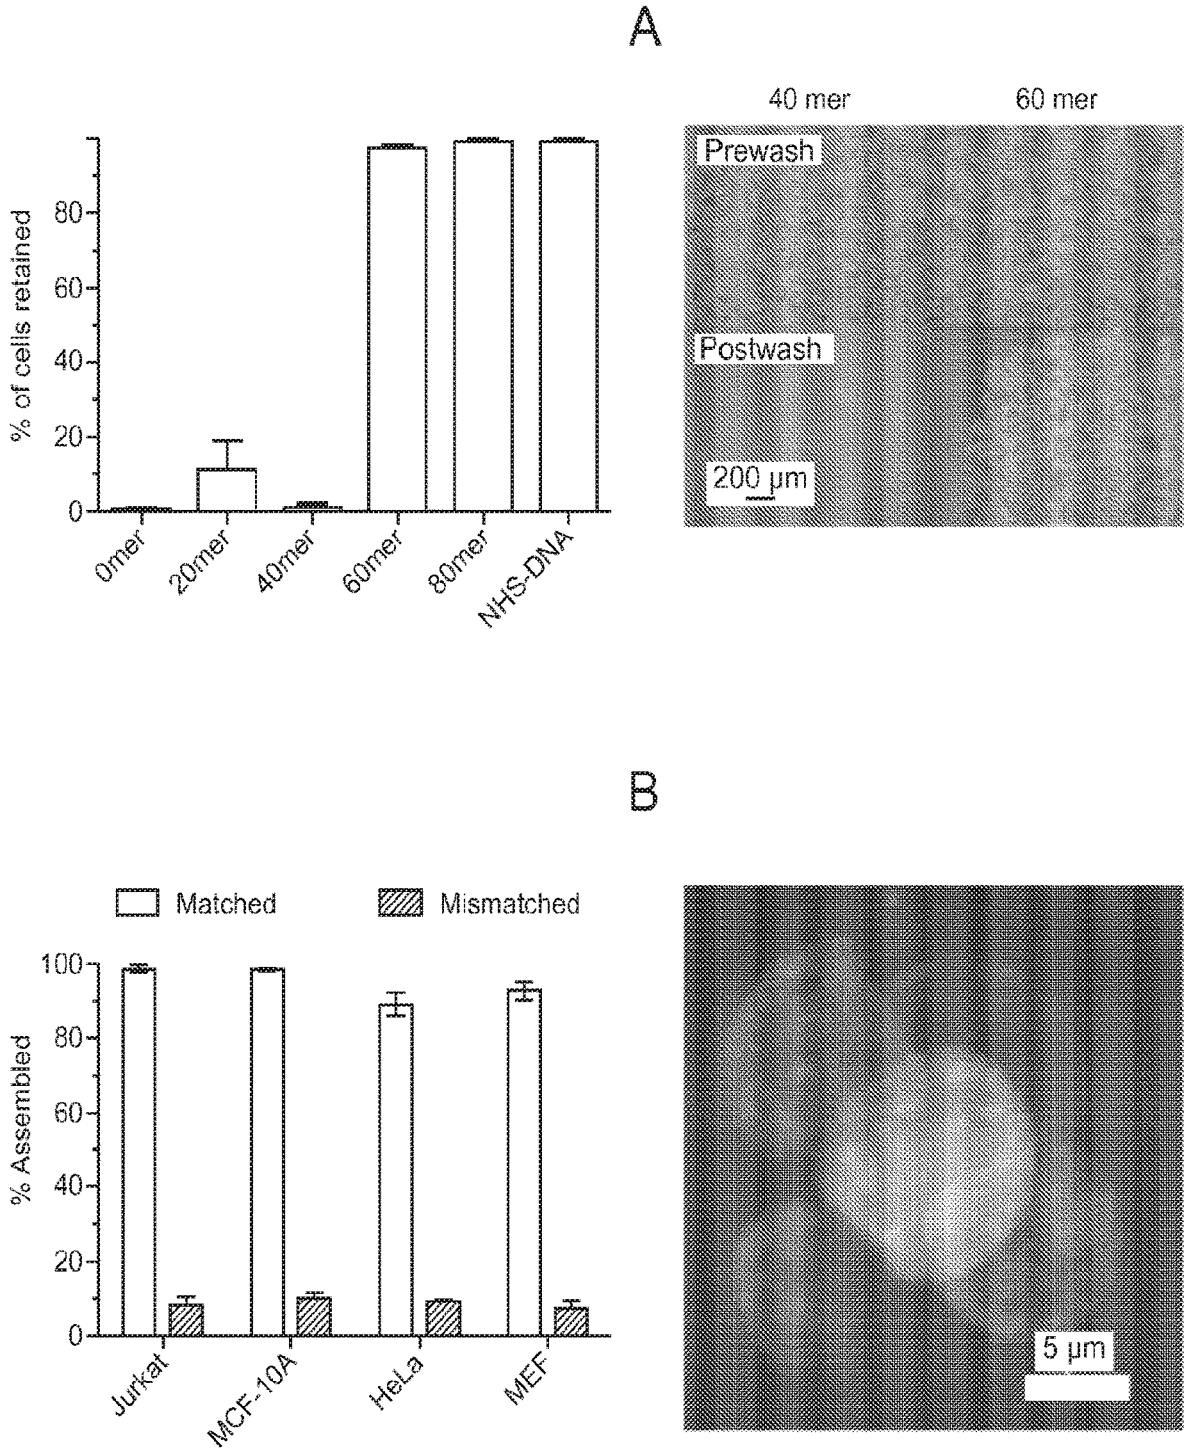 A
40 mer 60 mer
Prewash
Postwash
200 μm
% of cells retained
80
60
40
20
0
0mer
20mer
40mer
60mer
80mer
NHS-DNA
B
Matched Mismatched
% Assembled
100
80
60
40
20
0
Jurkat
MCF-10A
HeLa
MEF
5 μm